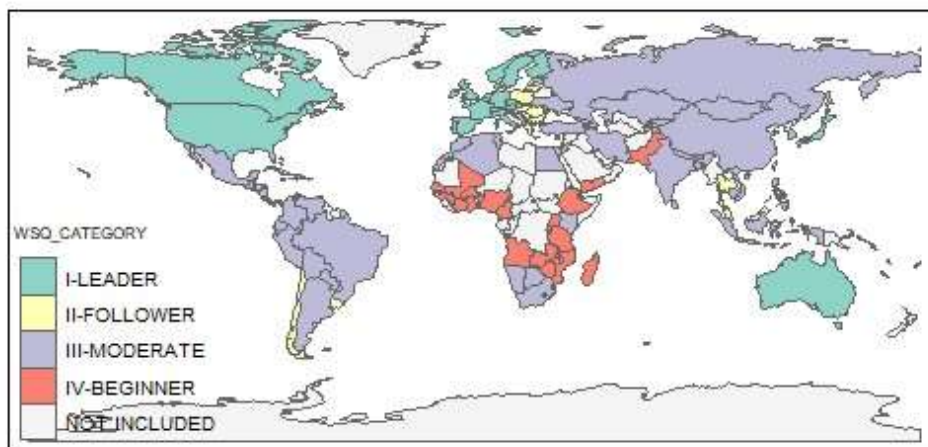 WSQ_CATEGORY
I-LEADER
II-FOLLOWER
III-MODERATE
IV-BEGINNER
NOT INCLUDED